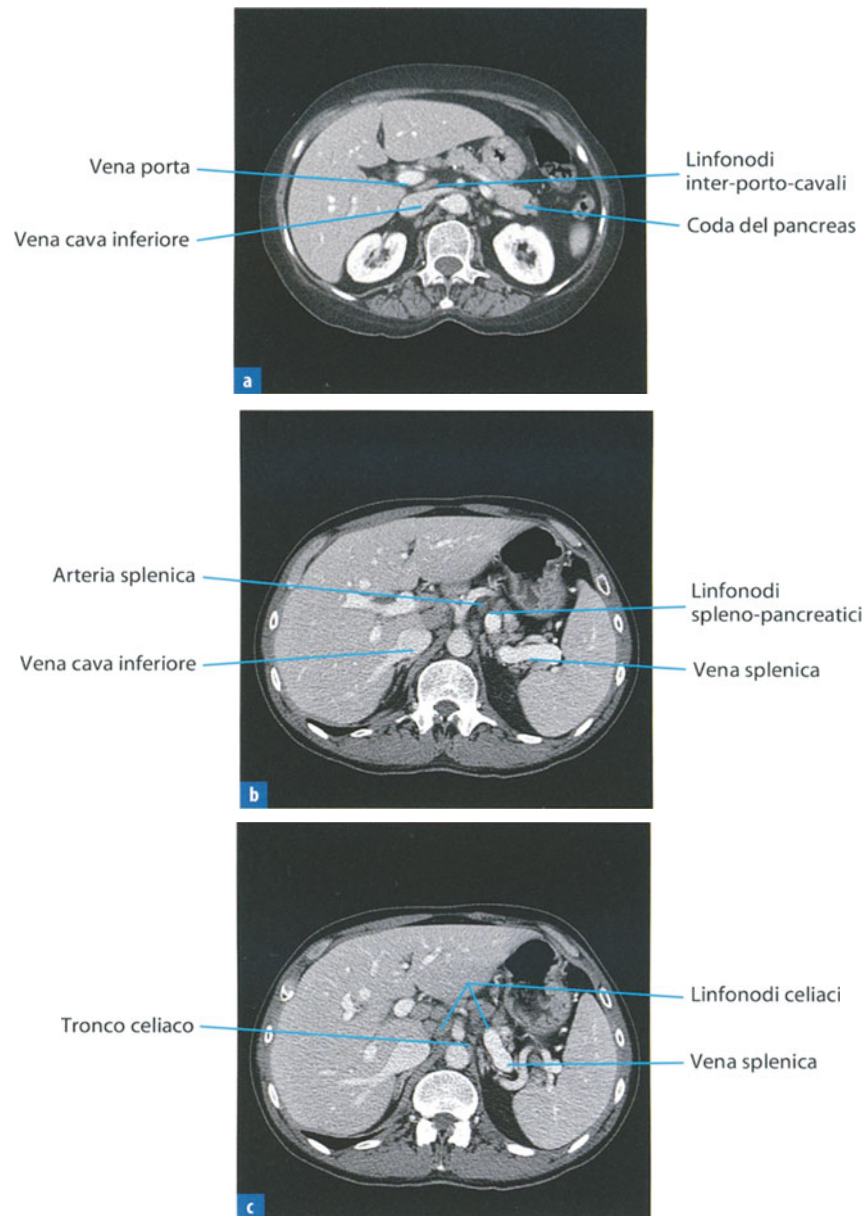 Vena porta
Vena cava inferiore
Linfonodi
inter-porto-cavali
Coda del pancreas
a
Arteria splenica
Vena cava inferiore
Linfonodi
spleno-pancreatici
Vena splenica
b
Tronco celiaco
Linfonodi celiaci
Vena splenica
c